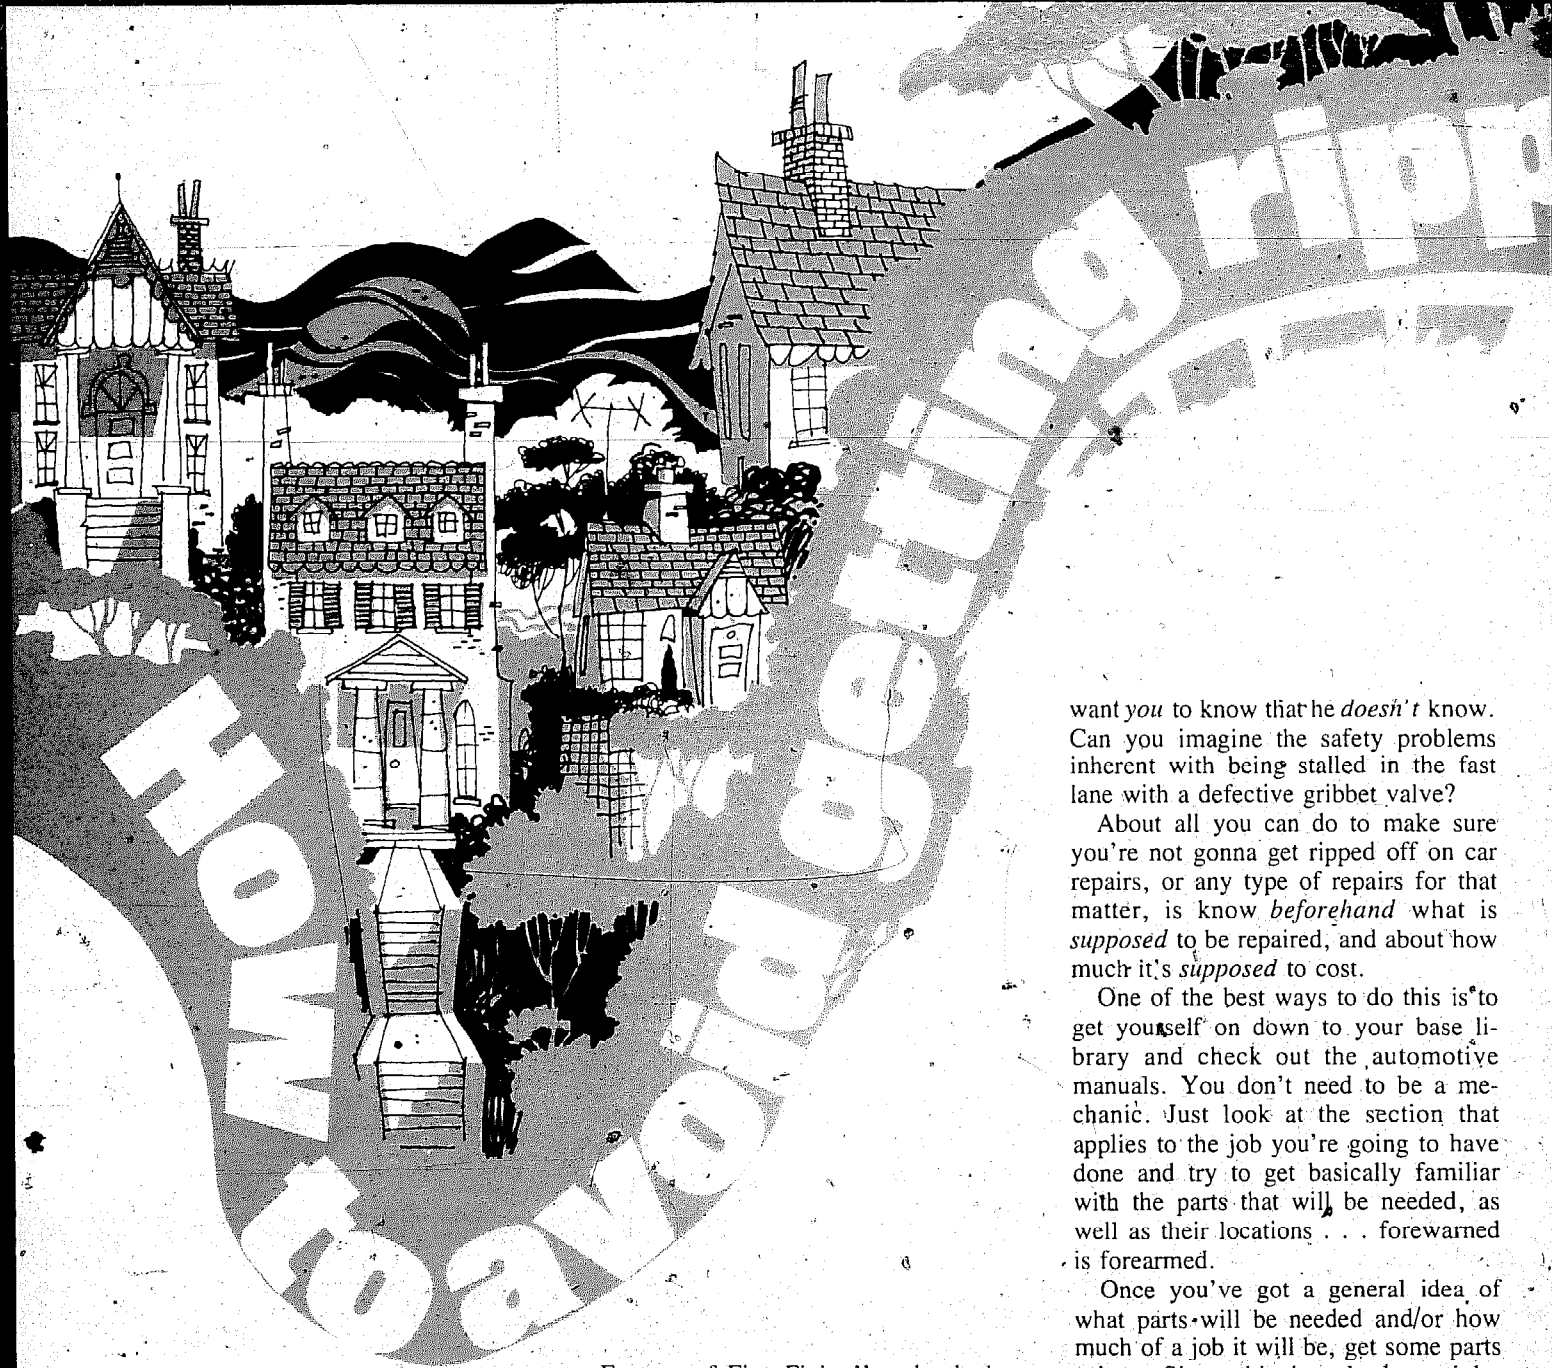 How to avoid getting ripp
want you to know that he doesn't know.
Can you imagine the safety problems
inherent with being stalled in the fast
lane with a defective gribbet valve?
About all you can do to make sure
you're not gonna get ripped off on car
repairs, or any type of repairs for that
matter, is know beforehand what is
supposed to be repaired, and about how
much it's supposed to cost.
One of the best ways to do this is to
get yourself on down to your base li-
brary and check out the automotive
manuals. You don't need to be a me-
chanic. Just look at the section that
applies to the job you're going to have
done and try to get basically familiar
with the parts that will be needed, as
well as their locations . . . forewarned
is forearmed.
Once you've got a general idea of
what parts will be needed and/or how
much of a job it will be, get some parts